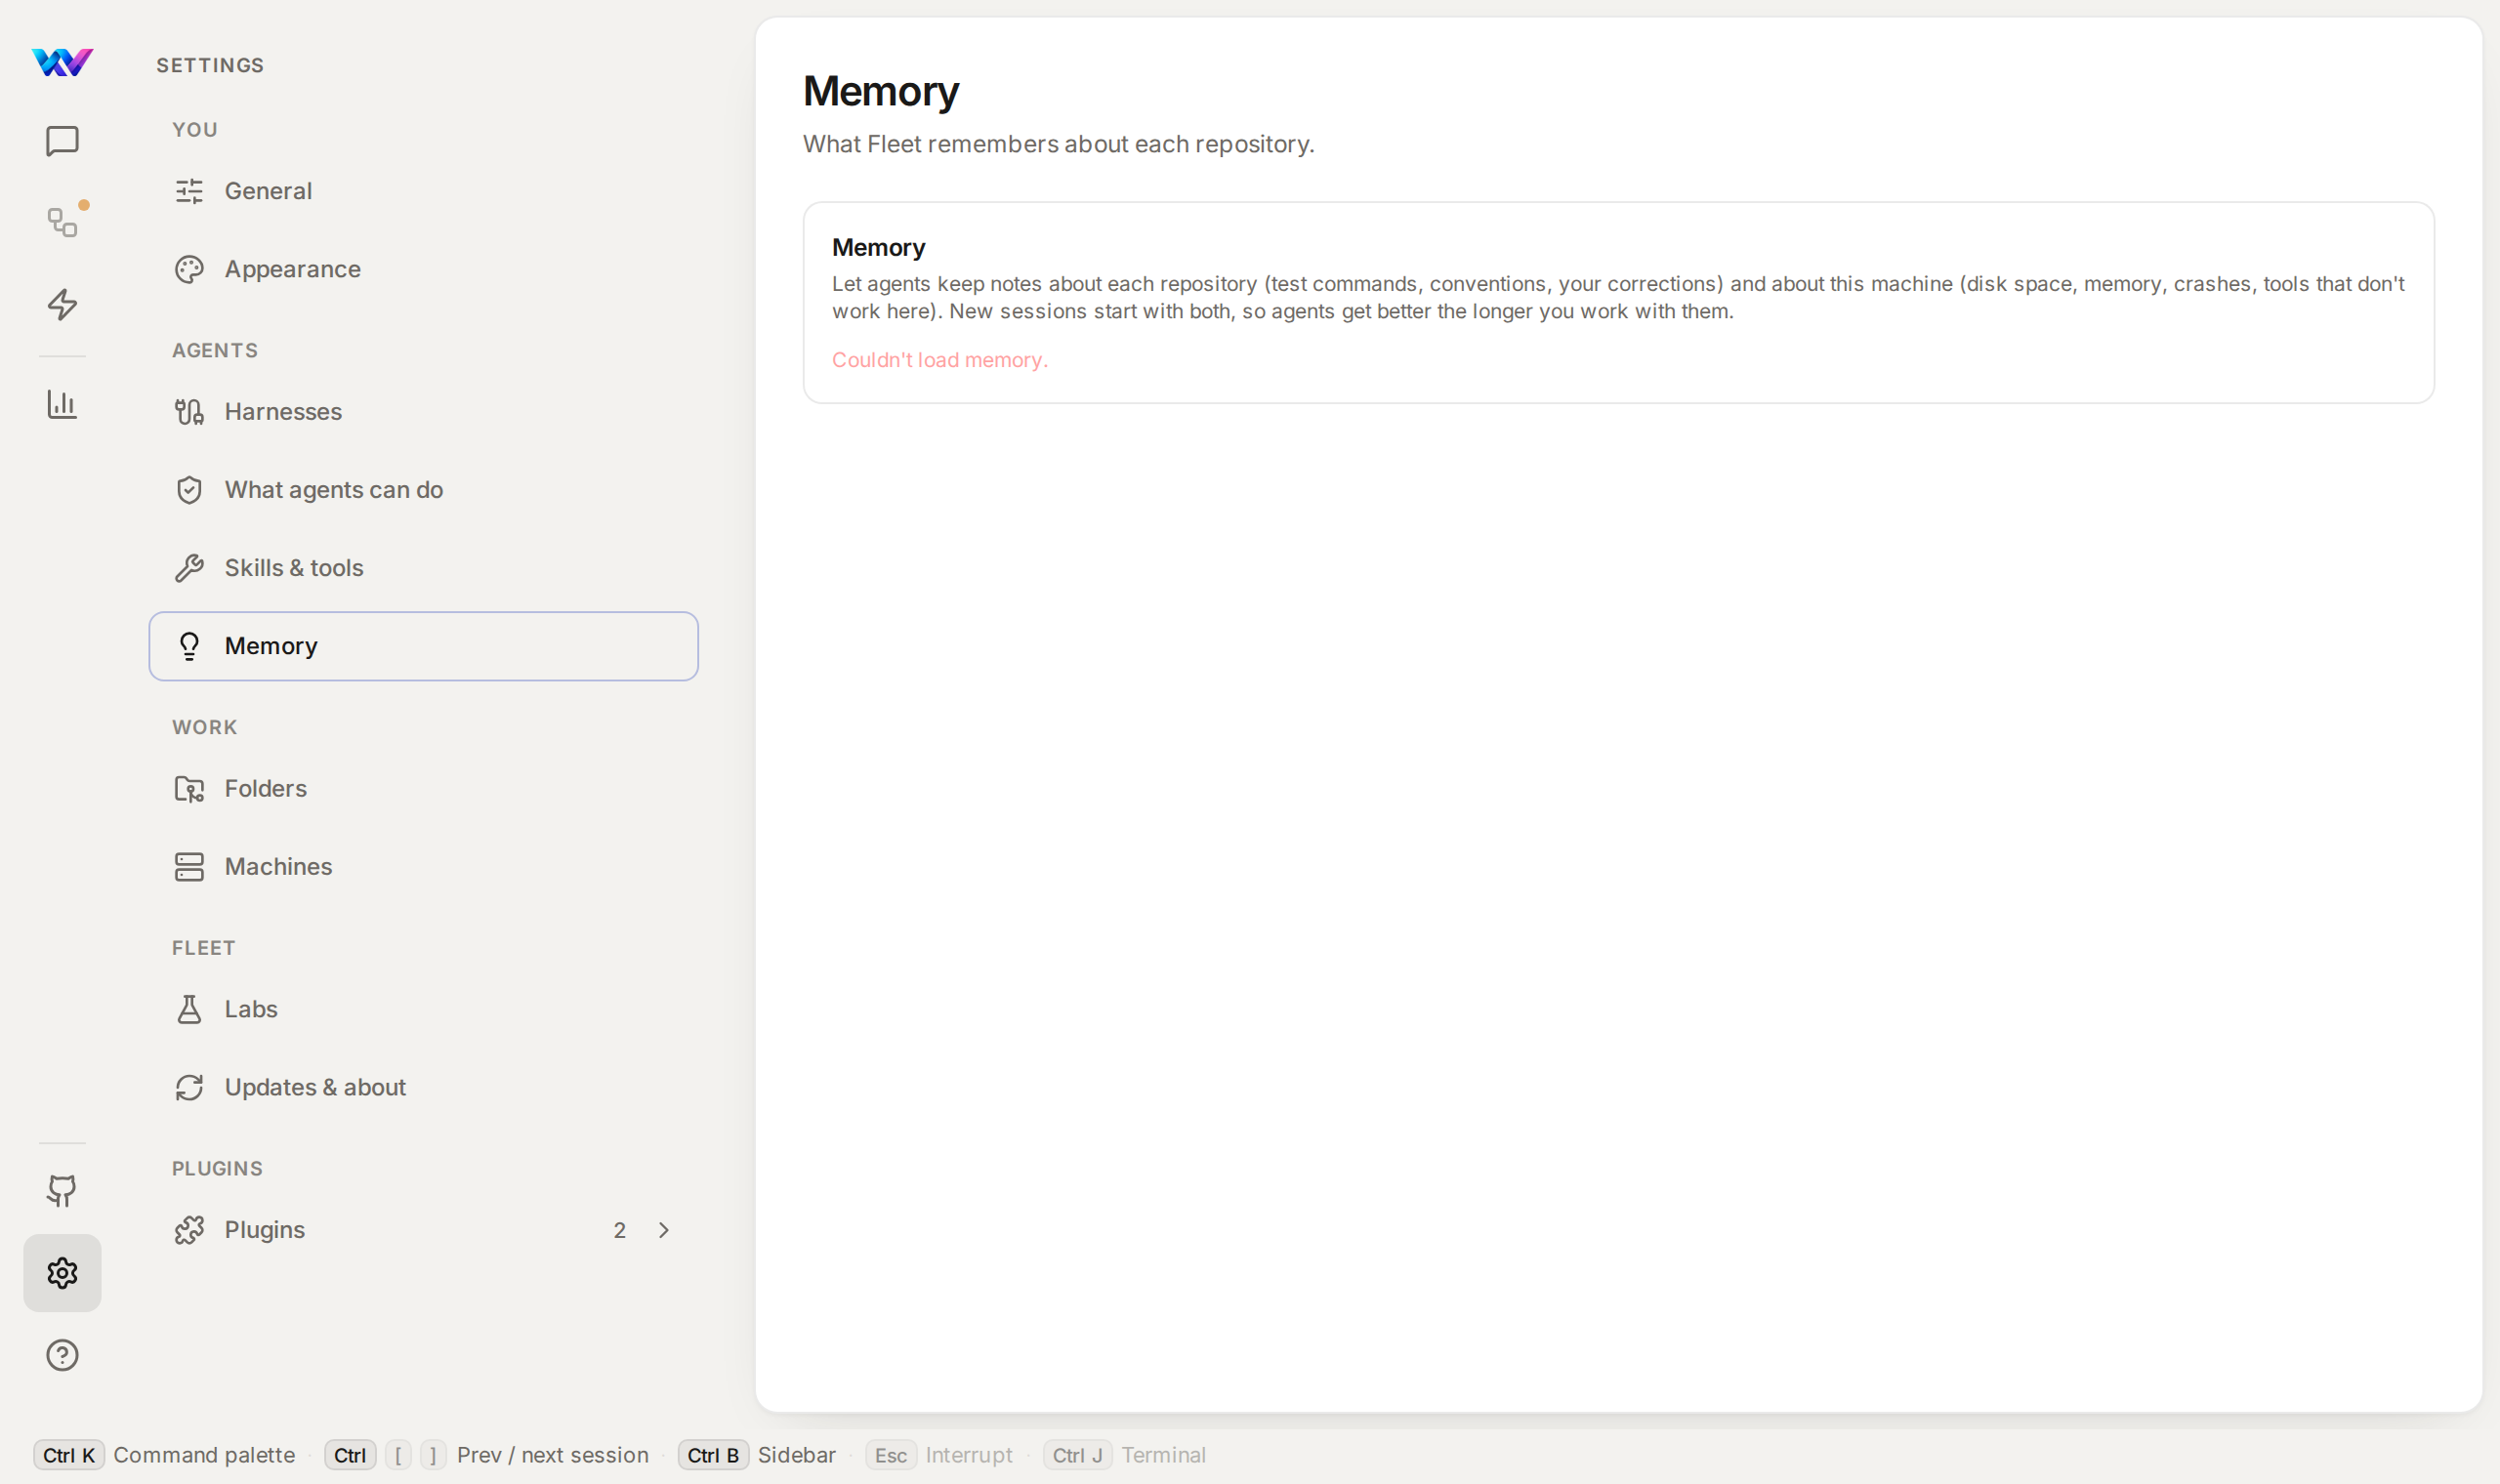 SETTINGS
YOU
General
Appearance
AGENTS
Harnesses
What agents can do
Skills & tools
Memory
WORK
Folders
Machines
FLEET
Labs
Updates & about
PLUGINS
Plugins 2
Memory
What Fleet remembers about each repository.
Memory
Let agents keep notes about each repository (test commands, conventions, your corrections) and about this machine (disk space, memory, crashes, tools that don't
work here). New sessions start with both, so agents get better the longer you work with them.
Couldn't load memory.
Ctrl K Command palette · Ctrl [ ] Prev / next session · Ctrl B Sidebar · Esc Interrupt · Ctrl J Terminal